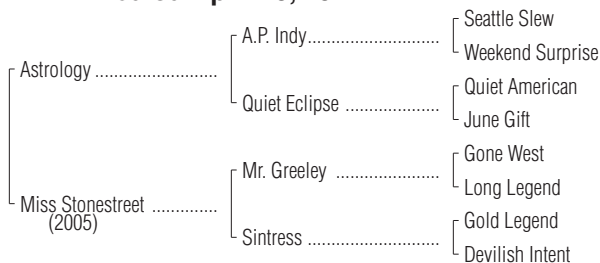 Seattle Slew
A.P. Indy
Weekend Surprise
Astrology
Quiet American
Quiet Eclipse
June Gift
Gone West
Mr. Greeley
Long Legend
Miss Stonestreet
(2005)
Gold Legend
Sintress
Devilish Intent